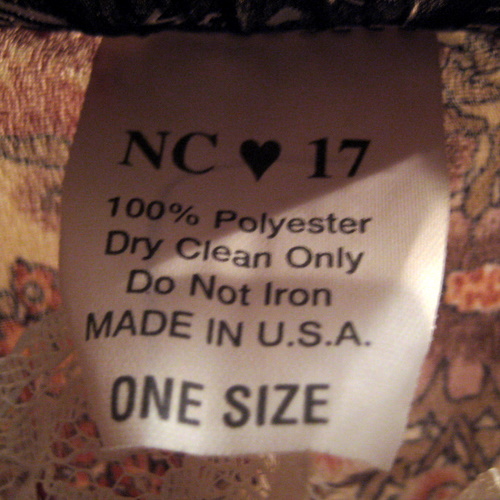 NC ♥ 17
100% Polyester
Dry Clean Only
Do Not Iron
MADE IN U.S.A.
ONE SIZE